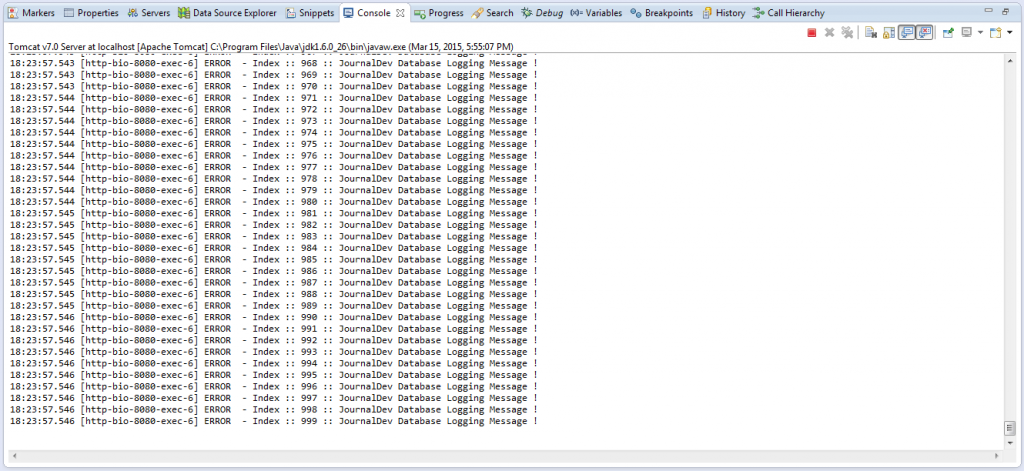 Markers Properties Servers Data Source Explorer Snippets Console Progress Search Debug Variables Breakpoints History Call Hierarchy
Tomcat v7.0 Server at localhost [Apache Tomcat] C:\Program Files\Java\jdk1.6.0_26\bin\javaw.exe (Mar 15, 2015, 5:55:07 PM)
18:23:57.543 [http-bio-8080-exec-6] ERROR  - Index :: 968 :: JournalDev Database Logging Message !
18:23:57.543 [http-bio-8080-exec-6] ERROR  - Index :: 969 :: JournalDev Database Logging Message !
18:23:57.543 [http-bio-8080-exec-6] ERROR  - Index :: 970 :: JournalDev Database Logging Message !
18:23:57.544 [http-bio-8080-exec-6] ERROR  - Index :: 971 :: JournalDev Database Logging Message !
18:23:57.544 [http-bio-8080-exec-6] ERROR  - Index :: 972 :: JournalDev Database Logging Message !
18:23:57.544 [http-bio-8080-exec-6] ERROR  - Index :: 973 :: JournalDev Database Logging Message !
18:23:57.544 [http-bio-8080-exec-6] ERROR  - Index :: 974 :: JournalDev Database Logging Message !
18:23:57.544 [http-bio-8080-exec-6] ERROR  - Index :: 975 :: JournalDev Database Logging Message !
18:23:57.544 [http-bio-8080-exec-6] ERROR  - Index :: 976 :: JournalDev Database Logging Message !
18:23:57.544 [http-bio-8080-exec-6] ERROR  - Index :: 977 :: JournalDev Database Logging Message !
18:23:57.544 [http-bio-8080-exec-6] ERROR  - Index :: 978 :: JournalDev Database Logging Message !
18:23:57.544 [http-bio-8080-exec-6] ERROR  - Index :: 979 :: JournalDev Database Logging Message !
18:23:57.544 [http-bio-8080-exec-6] ERROR  - Index :: 980 :: JournalDev Database Logging Message !
18:23:57.545 [http-bio-8080-exec-6] ERROR  - Index :: 981 :: JournalDev Database Logging Message !
18:23:57.545 [http-bio-8080-exec-6] ERROR  - Index :: 982 :: JournalDev Database Logging Message !
18:23:57.545 [http-bio-8080-exec-6] ERROR  - Index :: 983 :: JournalDev Database Logging Message !
18:23:57.545 [http-bio-8080-exec-6] ERROR  - Index :: 984 :: JournalDev Database Logging Message !
18:23:57.545 [http-bio-8080-exec-6] ERROR  - Index :: 985 :: JournalDev Database Logging Message !
18:23:57.545 [http-bio-8080-exec-6] ERROR  - Index :: 986 :: JournalDev Database Logging Message !
18:23:57.545 [http-bio-8080-exec-6] ERROR  - Index :: 987 :: JournalDev Database Logging Message !
18:23:57.545 [http-bio-8080-exec-6] ERROR  - Index :: 988 :: JournalDev Database Logging Message !
18:23:57.545 [http-bio-8080-exec-6] ERROR  - Index :: 989 :: JournalDev Database Logging Message !
18:23:57.546 [http-bio-8080-exec-6] ERROR  - Index :: 990 :: JournalDev Database Logging Message !
18:23:57.546 [http-bio-8080-exec-6] ERROR  - Index :: 991 :: JournalDev Database Logging Message !
18:23:57.546 [http-bio-8080-exec-6] ERROR  - Index :: 992 :: JournalDev Database Logging Message !
18:23:57.546 [http-bio-8080-exec-6] ERROR  - Index :: 993 :: JournalDev Database Logging Message !
18:23:57.546 [http-bio-8080-exec-6] ERROR  - Index :: 994 :: JournalDev Database Logging Message !
18:23:57.546 [http-bio-8080-exec-6] ERROR  - Index :: 995 :: JournalDev Database Logging Message !
18:23:57.546 [http-bio-8080-exec-6] ERROR  - Index :: 996 :: JournalDev Database Logging Message !
18:23:57.546 [http-bio-8080-exec-6] ERROR  - Index :: 997 :: JournalDev Database Logging Message !
18:23:57.546 [http-bio-8080-exec-6] ERROR  - Index :: 998 :: JournalDev Database Logging Message !
18:23:57.546 [http-bio-8080-exec-6] ERROR  - Index :: 999 :: JournalDev Database Logging Message !